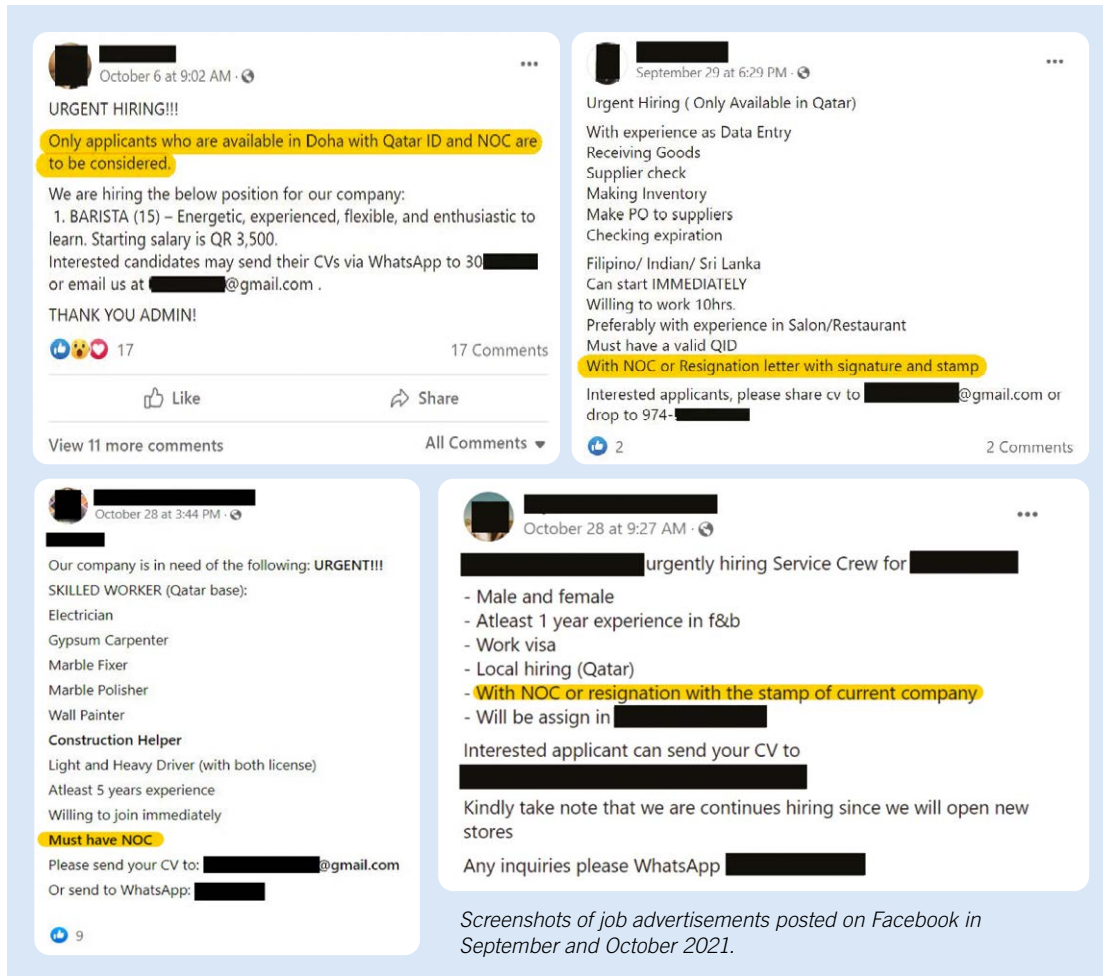 October 6 at 9:02 AM ·
URGENT HIRING!!!
Only applicants who are available in Doha with Qatar ID and NOC are
to be considered.
We are hiring the below position for our company:
1. BARISTA (15) – Energetic, experienced, flexible, and enthusiastic to
learn. Starting salary is QR 3,500.
Interested candidates may send their CVs via WhatsApp to 30
or email us at @gmail.com .
THANK YOU ADMIN!
17
17 Comments
Like
Share
View 11 more comments
All Comments
September 29 at 6:29 PM ·
Urgent Hiring ( Only Available in Qatar)
With experience as Data Entry
Receiving Goods
Supplier check
Making Inventory
Make PO to suppliers
Checking expiration
Filipino/ Indian/ Sri Lanka
Can start IMMEDIATELY
Willing to work 10hrs.
Preferably with experience in Salon/Restaurant
Must have a valid QID
With NOC or Resignation letter with signature and stamp
Interested applicants, please share cv to @gmail.com or
drop to 974-
2
2 Comments
October 28 at 3:44 PM ·
Our company is in need of the following: URGENT!!!
SKILLED WORKER (Qatar base):
Electrician
Gypsum Carpenter
Marble Fixer
Marble Polisher
Wall Painter
Construction Helper
Light and Heavy Driver (with both license)
Atleast 5 years experience
Willing to join immediately
Must have NOC
Please send your CV to: @gmail.com
Or send to WhatsApp:
9
October 28 at 9:27 AM ·
urgently hiring Service Crew for
- Male and female
- Atleast 1 year experience in f&b
- Work visa
- Local hiring (Qatar)
- With NOC or resignation with the stamp of current company
- Will be assign in
Interested applicant can send your CV to
Kindly take note that we are continues hiring since we will open new
stores
Any inquiries please WhatsApp
Screenshots of job advertisements posted on Facebook in
September and October 2021.